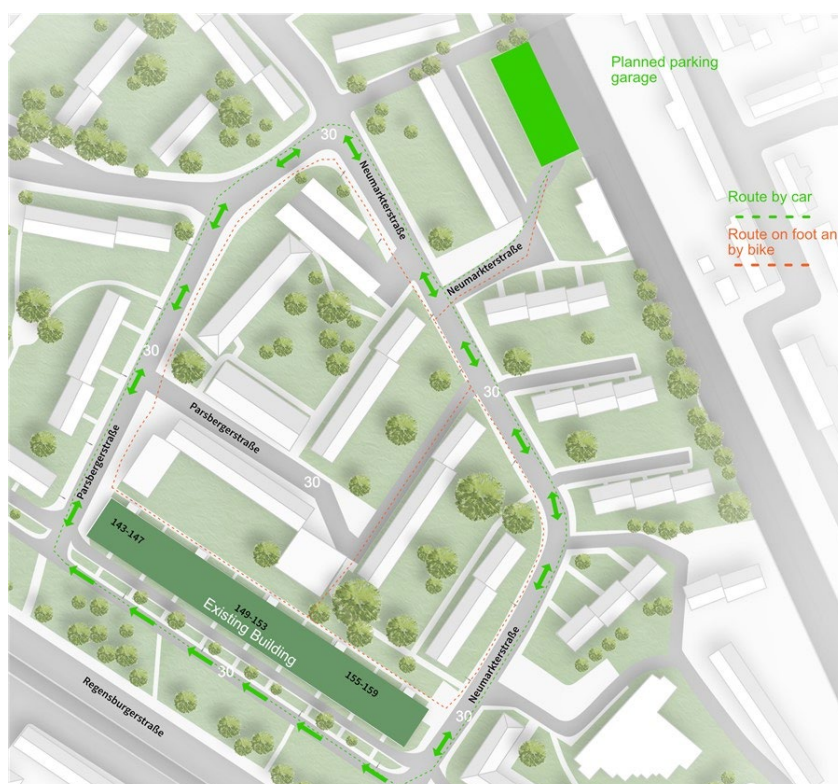 Planned parking
garage
30
Neumarkterstraße
Route by car
Route on foot an
by bike
Neumarkterstraße
30
30
Parsbergerstraße
Parsbergerstraße
30
143-147
149-153
Existing Building
155-159
Neumarkterstraße
30
30
Regensburgerstraße